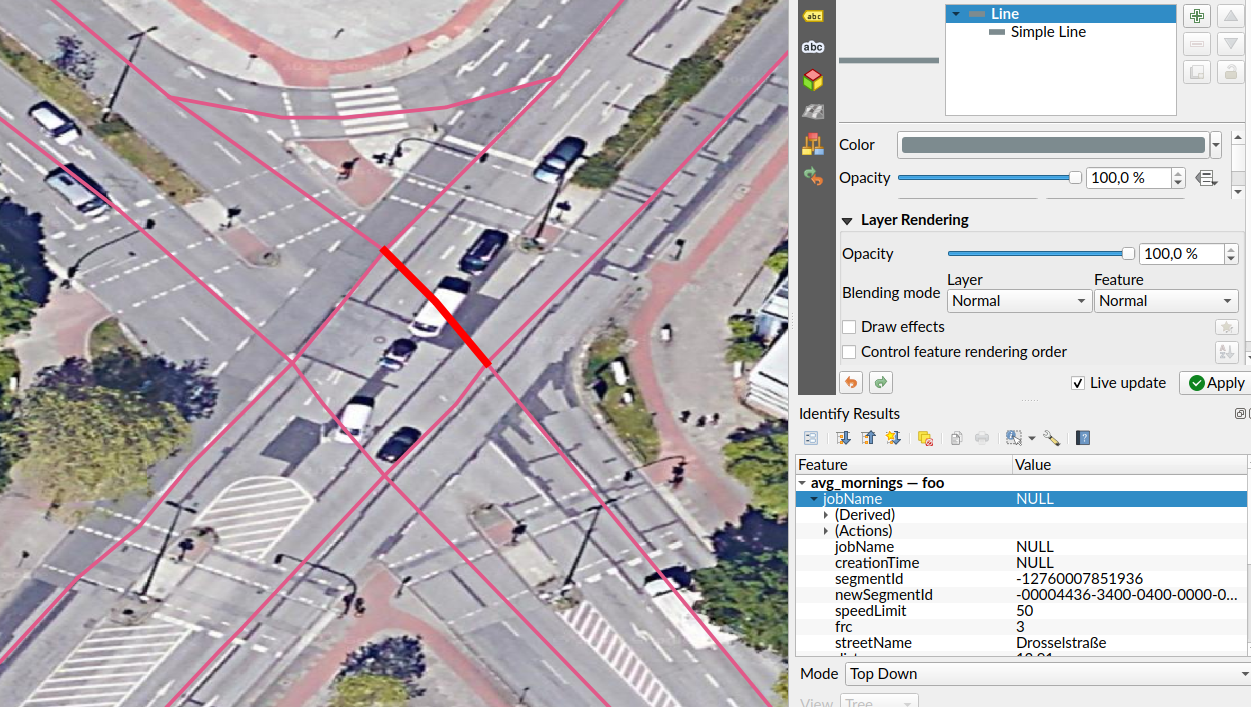 abc
Line
abc
Simple Line
Color
Opacity
100,0 %
Layer Rendering
Opacity
100,0 %
Layer
Feature
Blending mode
Normal
Normal
Draw effects
Control feature rendering order
Live update
Apply
Identify Results
Feature
Value
avg_mornings — foo
jobName
NULL
(Derived)
(Actions)
jobName
NULL
creationTime
NULL
segmentId
-12760007851936
newSegmentId
-00004436-3400-0400-0000-0...
speedLimit
50
frc
3
streetName
Drosselstraße
Mode
Top Down
View
Tree